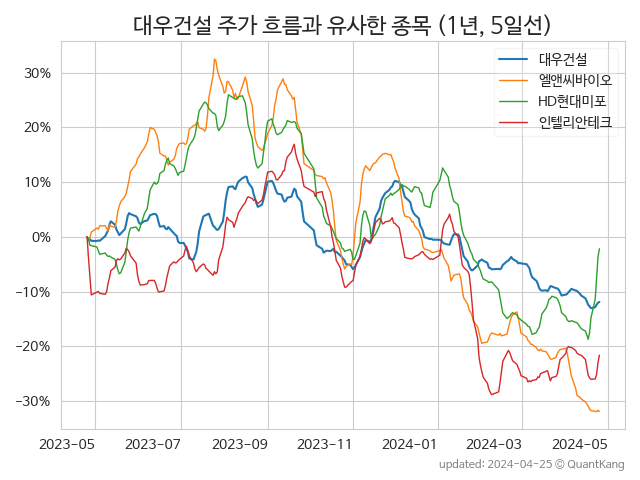 대우건설 주가 흐름과 유사한 종목 (1년, 5일선)
대우건설
엘앤씨바이오
HD현대미포
인텔리안테크
30%
20%
10%
0%
−10%
−20%
−30%
2023−05 2023−07 2023−09 2023−11 2024−01 2024−03 2024−05
updated: 2024-04-25 © QuantKang